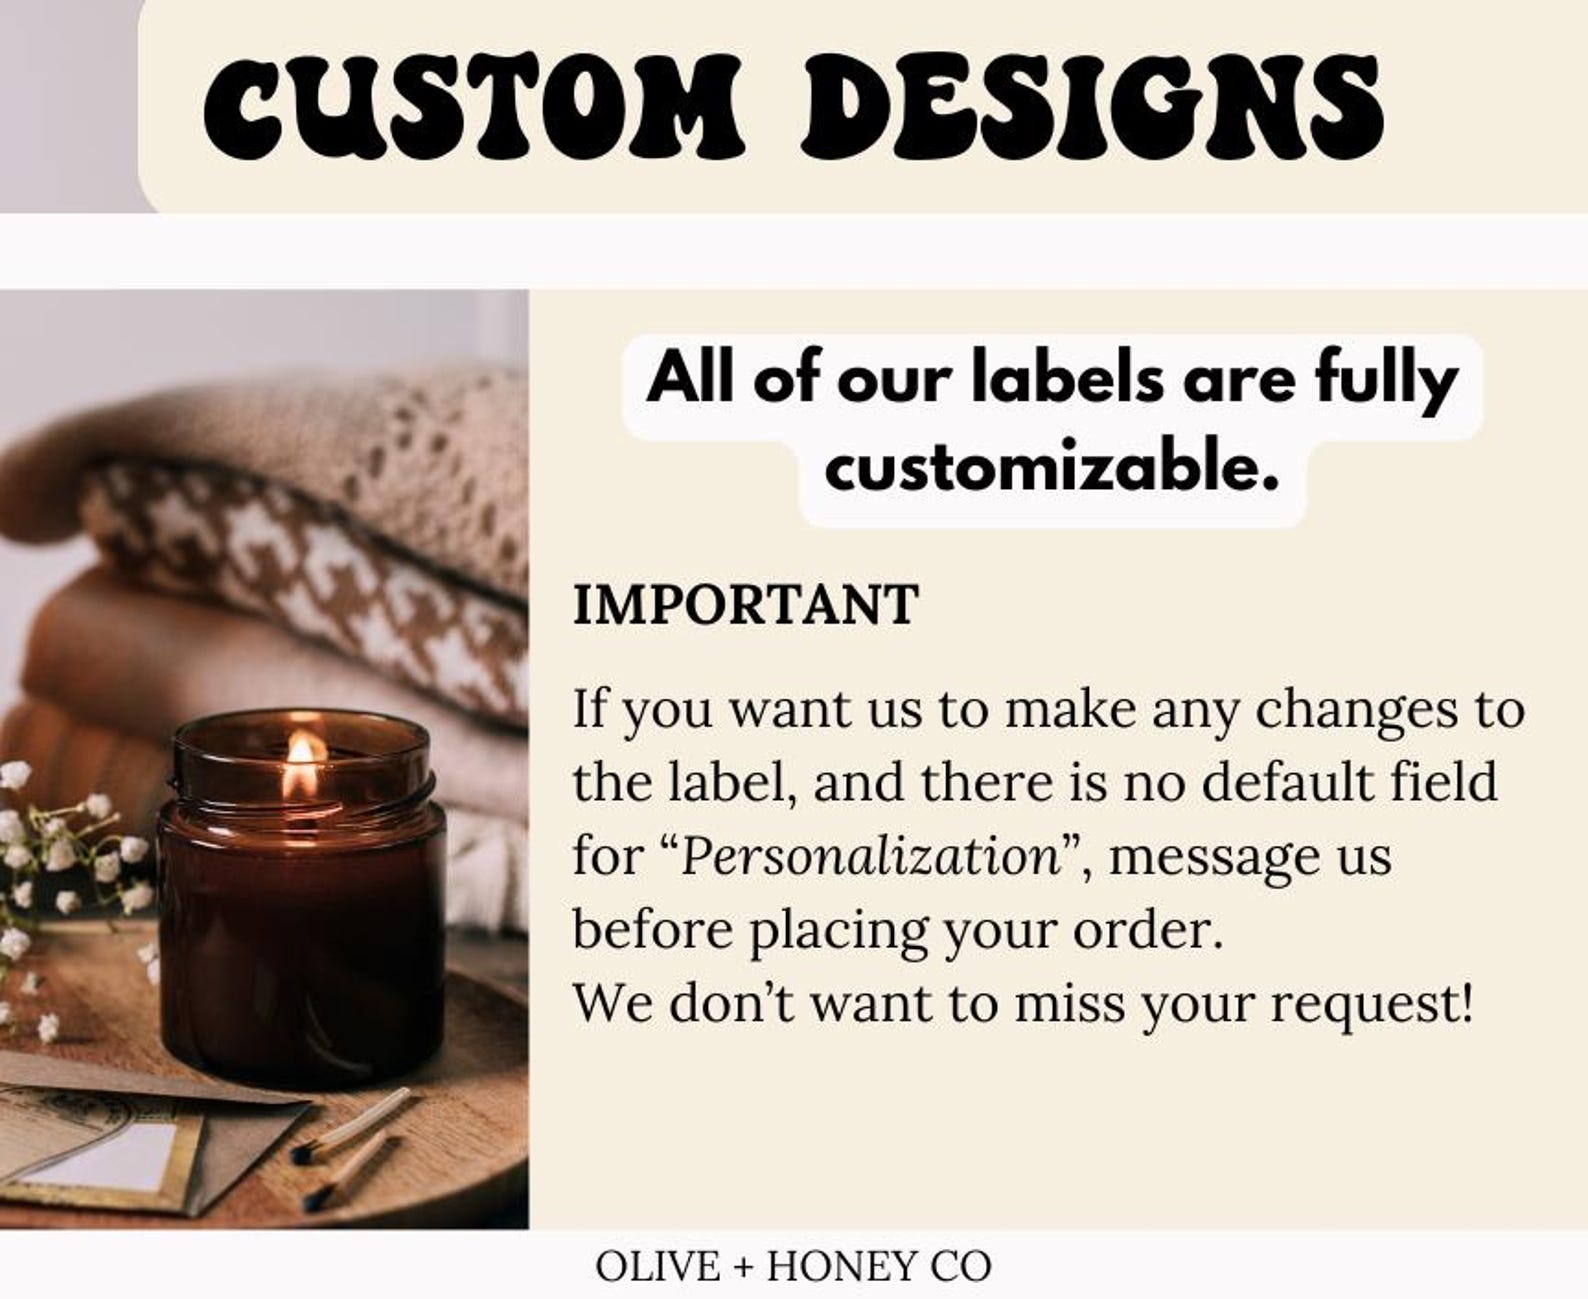 CUSTOM DESIGNS
All of our labels are fully
customizable.
IMPORTANT
If you want us to make any changes to
the label, and there is no default field
for “Personalization”, message us
before placing your order.
We don’t want to miss your request!
OLIVE + HONEY CO